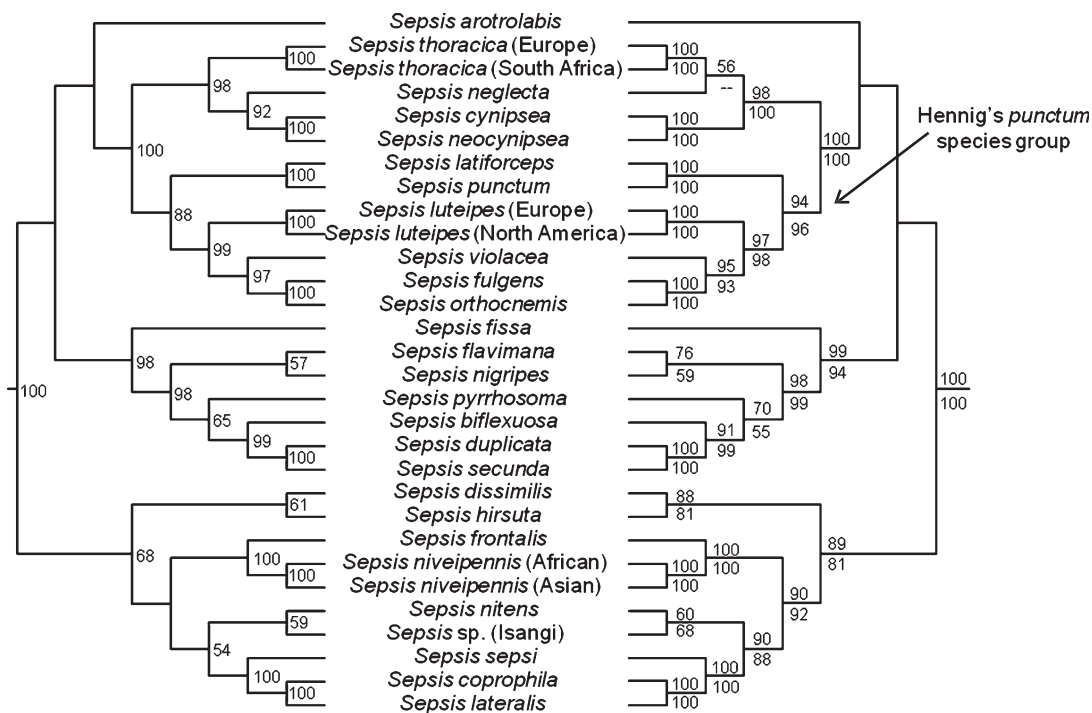 Sepsis arotrolabis
Sepsis thoracica (Europe)
100 100
Sepsis thoracica (South Africa)
100
98 56
Sepsis neglecta
--
98
92
100
Sepsis cynipsea
100 100
Sepsis neocynipsea
100
Hennig's punctum
species group
100
100
100
Sepsis latiforceps
100 100
Sepsis punctum
100
88
94
96
Sepsis luteipes (Europe)
100 100
Sepsis luteipes (North America)
100
99
97
98
Sepsis violacea
97
95
93
Sepsis fulgens
100 100
Sepsis orthocnemis
100
Sepsis fissa
98
99
94
Sepsis flavimana
57 76
Sepsis nigripes
59
98
98
99
100
100
100
Sepsis pyrrhosoma
65
70
55
Sepsis biflexuosa
99
91
99
Sepsis duplicata
100 100
Sepsis secunda
100
Sepsis dissimilis
61 88
Sepsis hirsuta
81
68
89
81
Sepsis frontalis
100
100
100
Sepsis niveipennis (African)
100 100
Sepsis niveipennis (Asian)
100
90
92
Sepsis nitens
59 60
Sepsis sp. (Isangi)
68
54
90
88
Sepsis sepsi
100
100
100
Sepsis coprophila
100 100
Sepsis lateralis
100